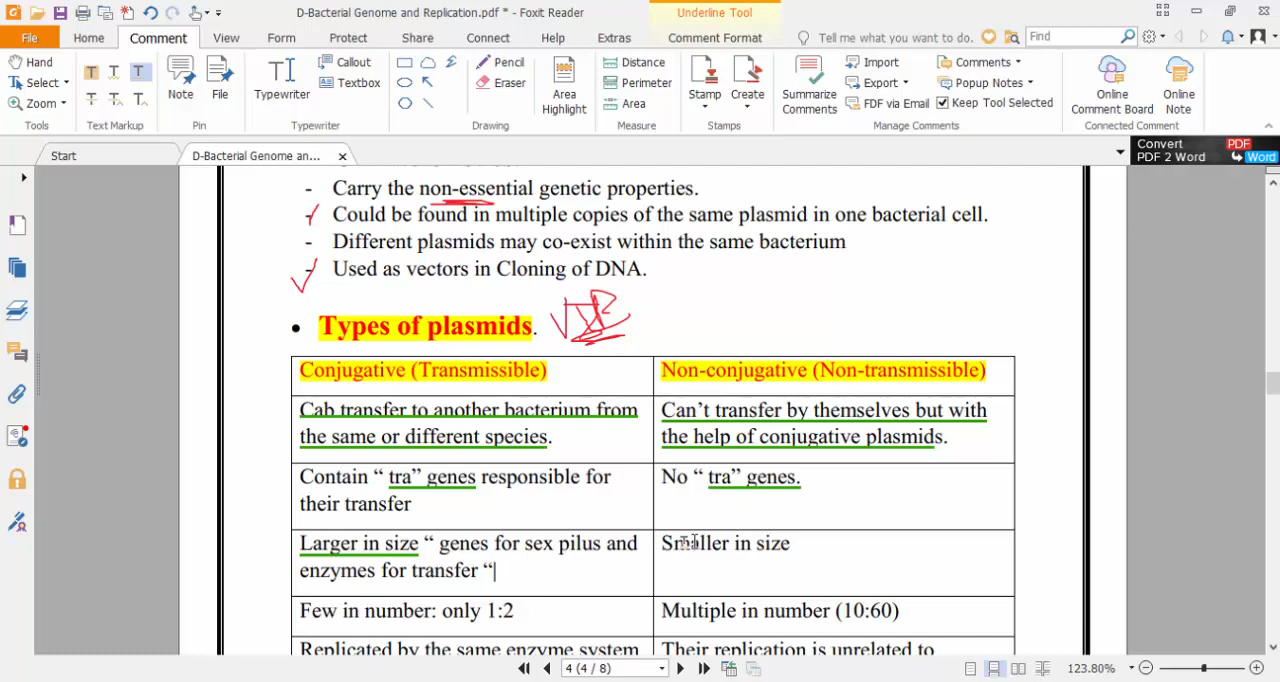 D-Bacterial Genome and Replication.pdf * - Foxit Reader
Underline Tool
File Home Comment View Form Protect Share Connect Help Extras Comment Format Tell me what you want to do. Find
Hand
Select
Zoom
Tools
Text Markup
Note
File
Pin
Typewriter
Callout
Textbox
Typewriter
Pencil
Eraser
Drawing
Area
Highlight
Distance
Perimeter
Area
Measure
Stamp
Create
Stamps
Summarize
Comments
Import
Export
FDF via Email
Comments
Popup Notes
Keep Tool Selected
Manage Comments
Online
Comment Board
Online
Note
Connected Comment
Start
D-Bacterial Genome an...
Convert PDF
PDF 2 Word Word
- Carry the non-essential genetic properties.
- Could be found in multiple copies of the same plasmid in one bacterial cell.
- Different plasmids may co-exist within the same bacterium
- Used as vectors in Cloning of DNA.
• Types of plasmids.
Conjugative (Transmissible)
Non-conjugative (Non-transmissible)
Cab transfer to another bacterium from
the same or different species.
Can't transfer by themselves but with
the help of conjugative plasmids.
Contain “ tra” genes responsible for
their transfer
No “ tra” genes.
Larger in size “ genes for sex pilus and
enzymes for transfer “
Smaller in size
Few in number: only 1:2
Multiple in number (10:60)
Replicated by the same enzyme system
Their replication is unrelated to
4 (4 / 8)
123.80%